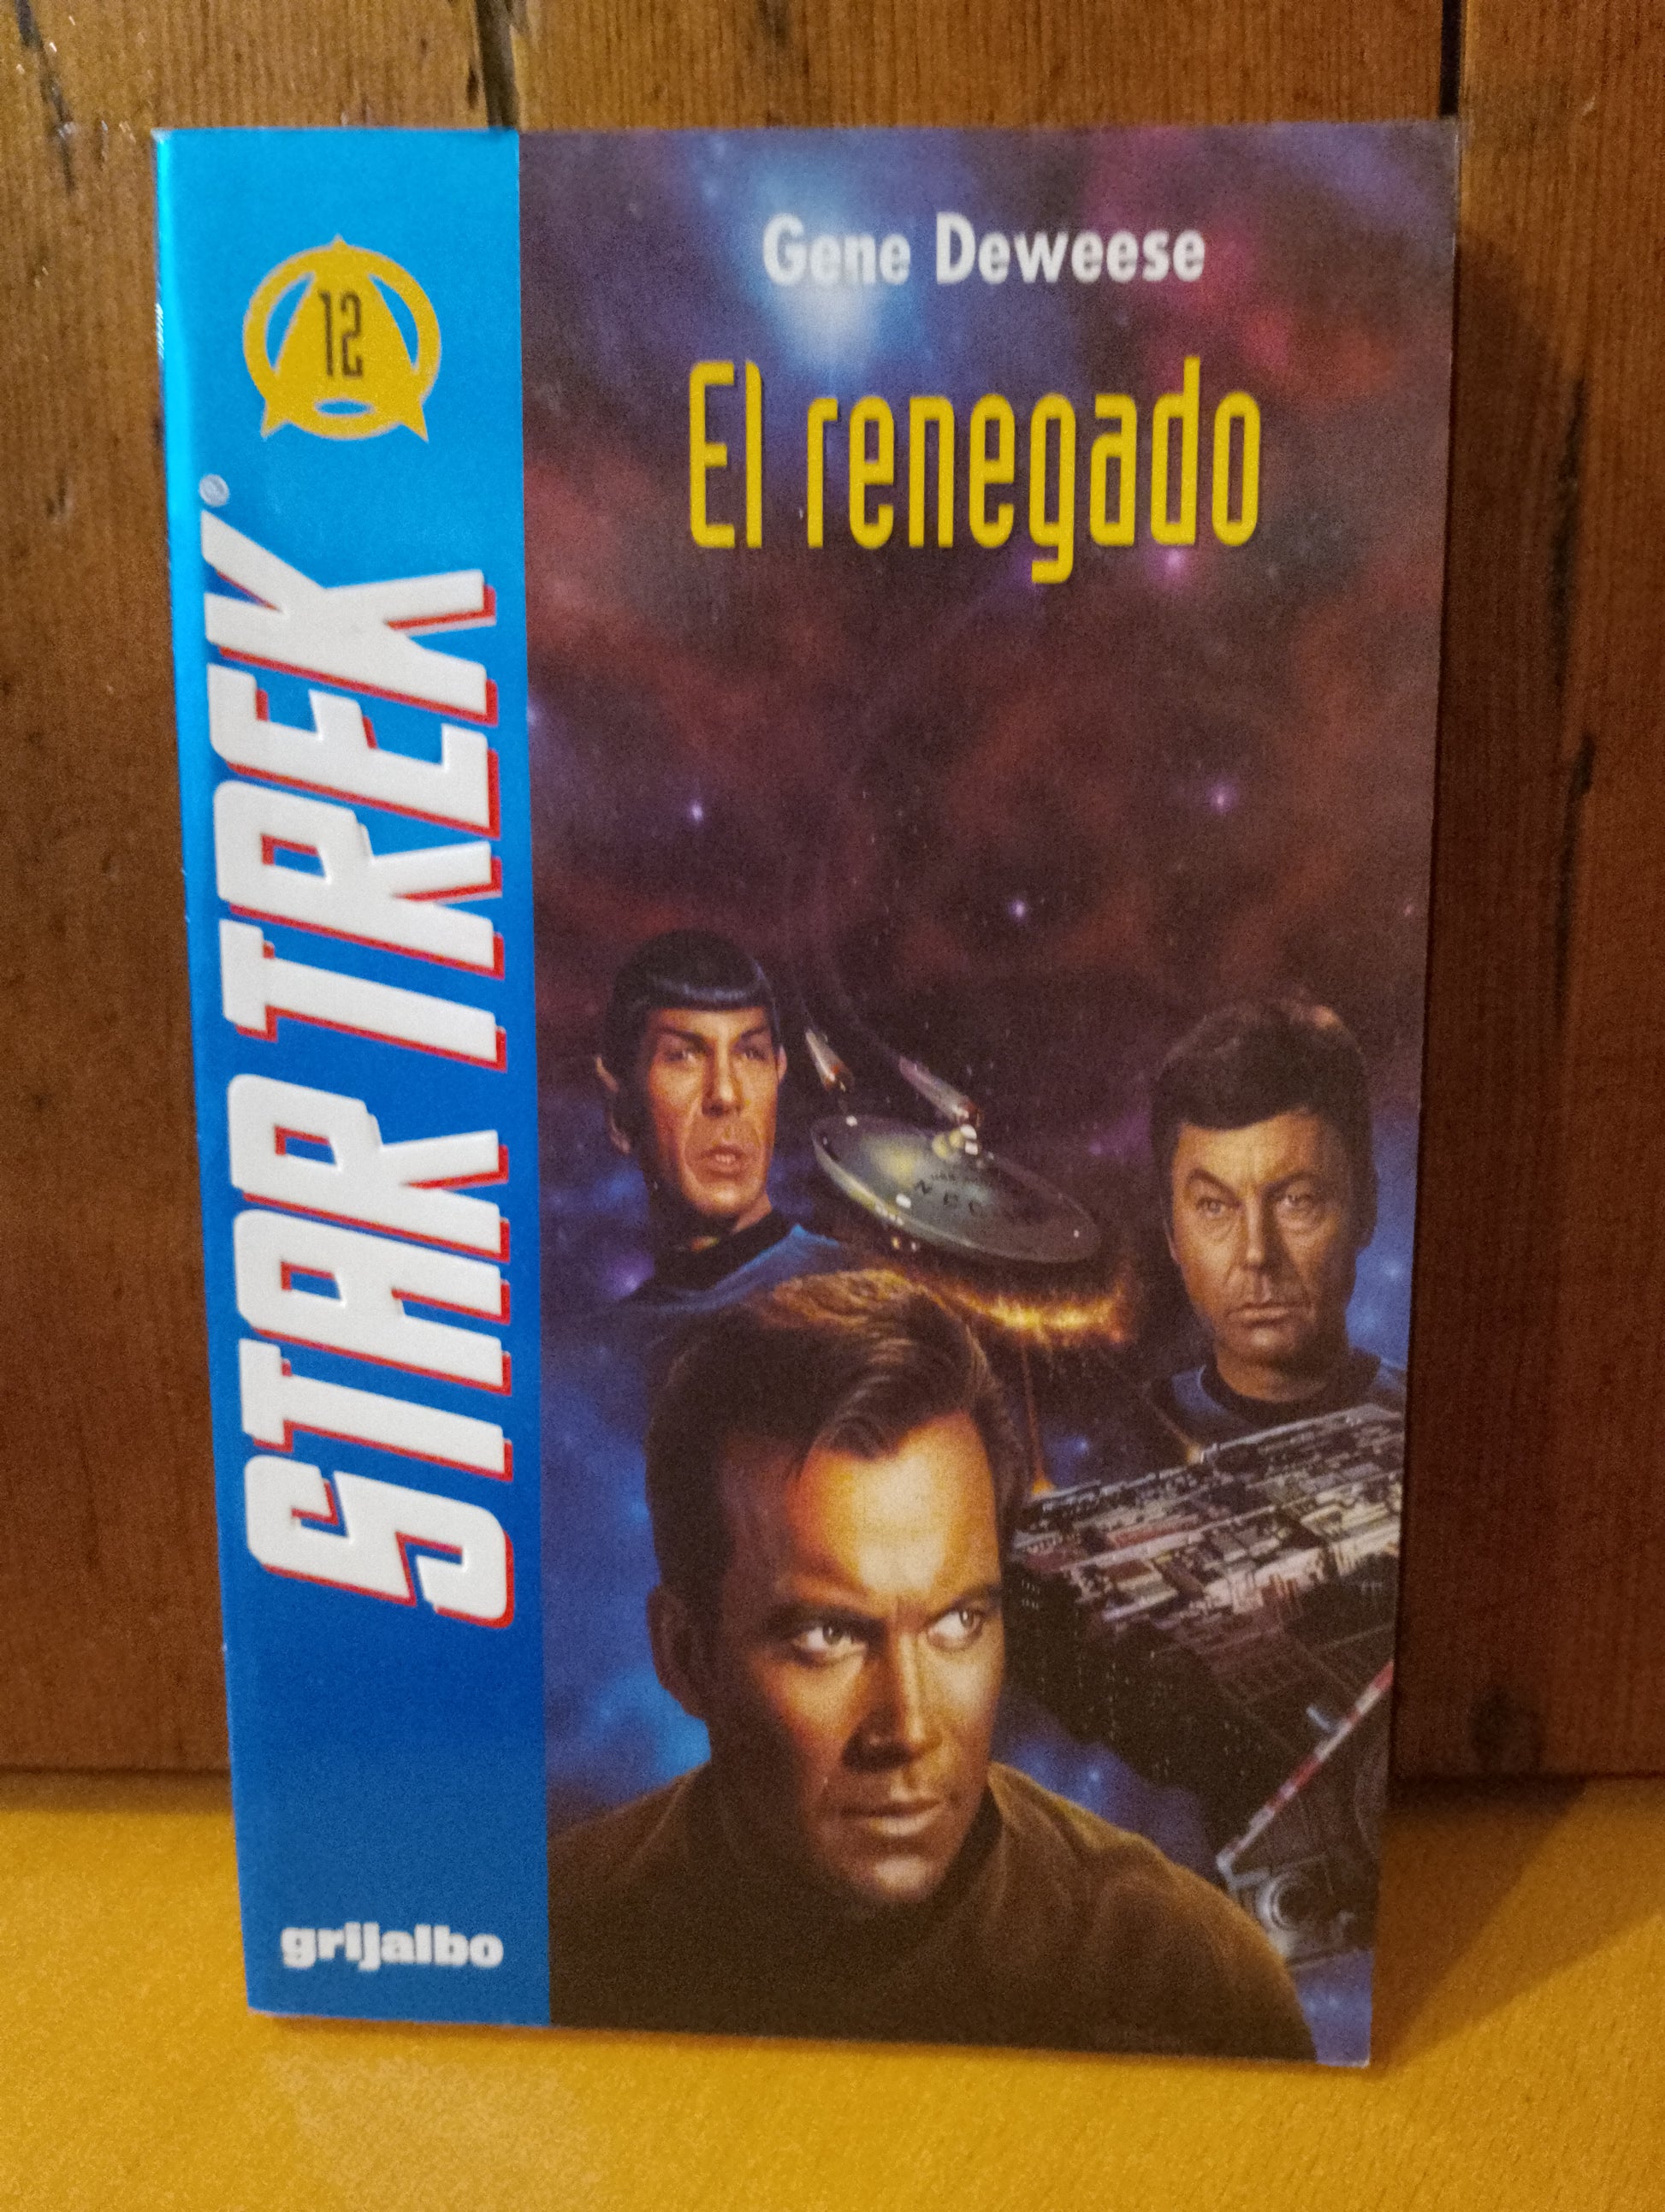 12
STAR TREK®
grijalbo
Gene Deweese
El renegado